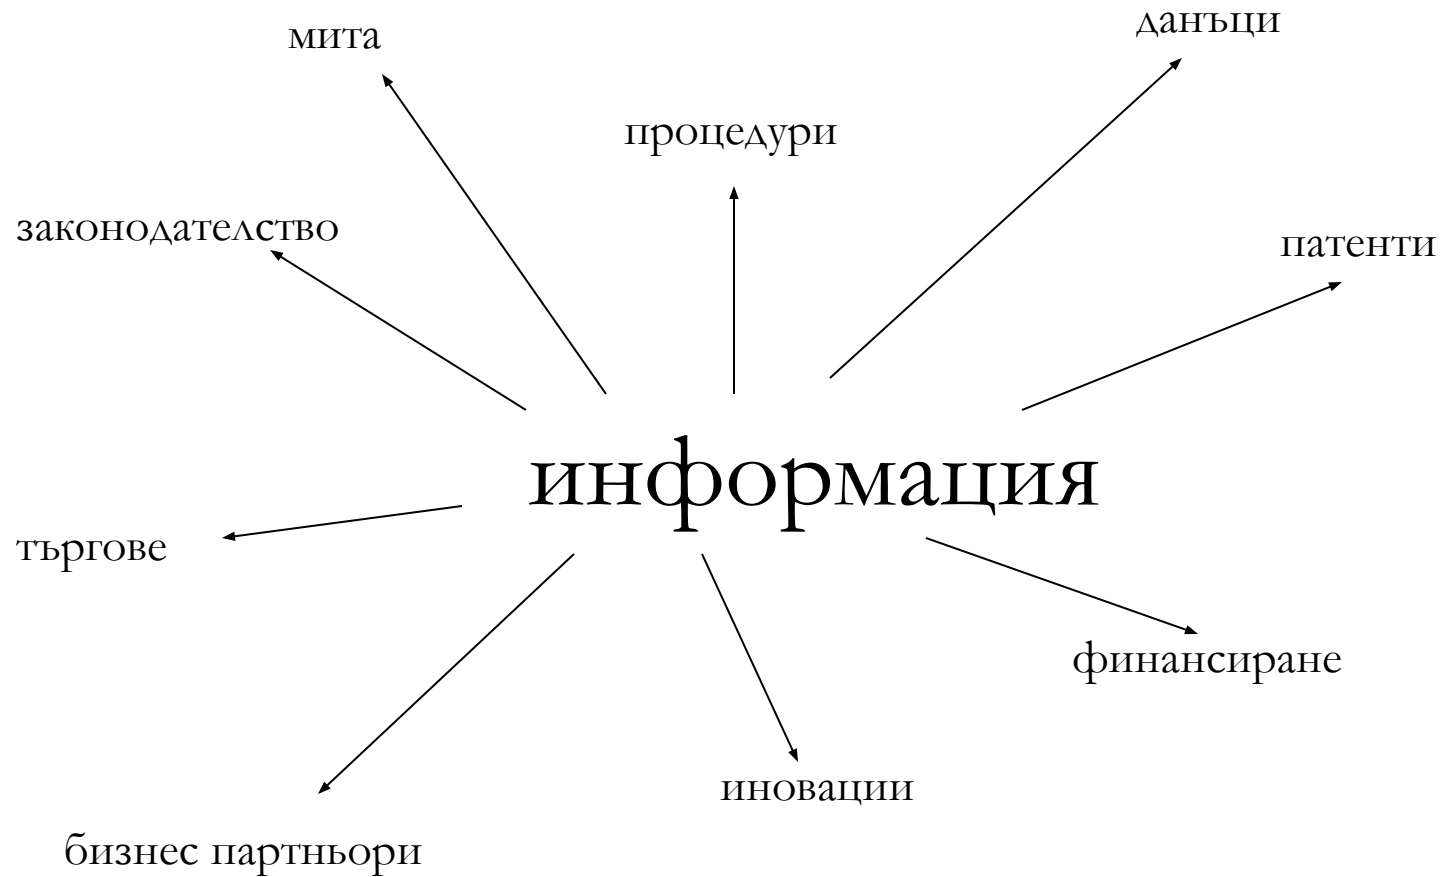 мита
данъци
процедури
законодателство
патенти
информация
търгове
финансиране
иновации
бизнес партньори